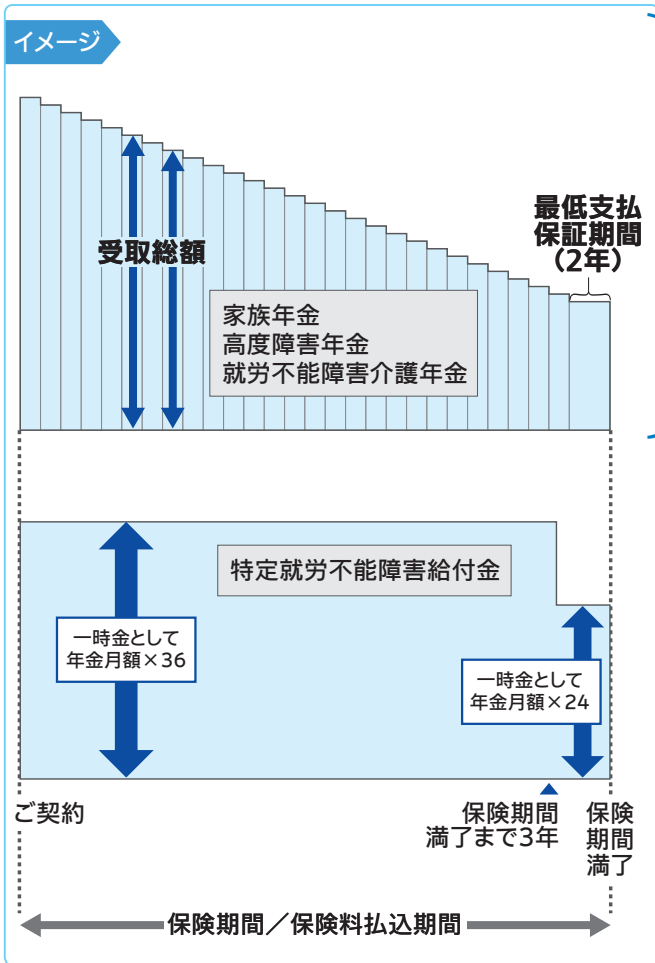 イメージ
受取総額
最低支払
保証期間
（2年）
家族年金
高度障害年金
就労不能障害介護年金
特定就労不能障害給付金
一時金として
年金月額×36
一時金として
年金月額×24
ご契約
保険期間
満了まで3年
保険
期間
満了
保険期間／保険料払込期間